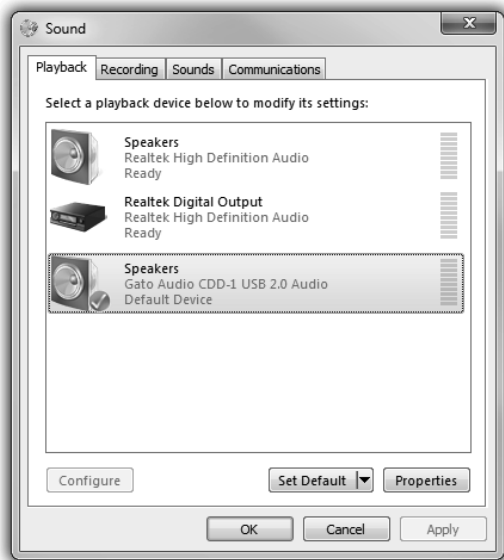 Sound
Playback Recording Sounds Communications
Select a playback device below to modify its settings:
Speakers
Realtek High Definition Audio
Ready
Realtek Digital Output
Realtek High Definition Audio
Ready
Speakers
Gato Audio CDD-1 USB 2.0 Audio
Default Device
Configure Set Default Properties
OK Cancel Apply